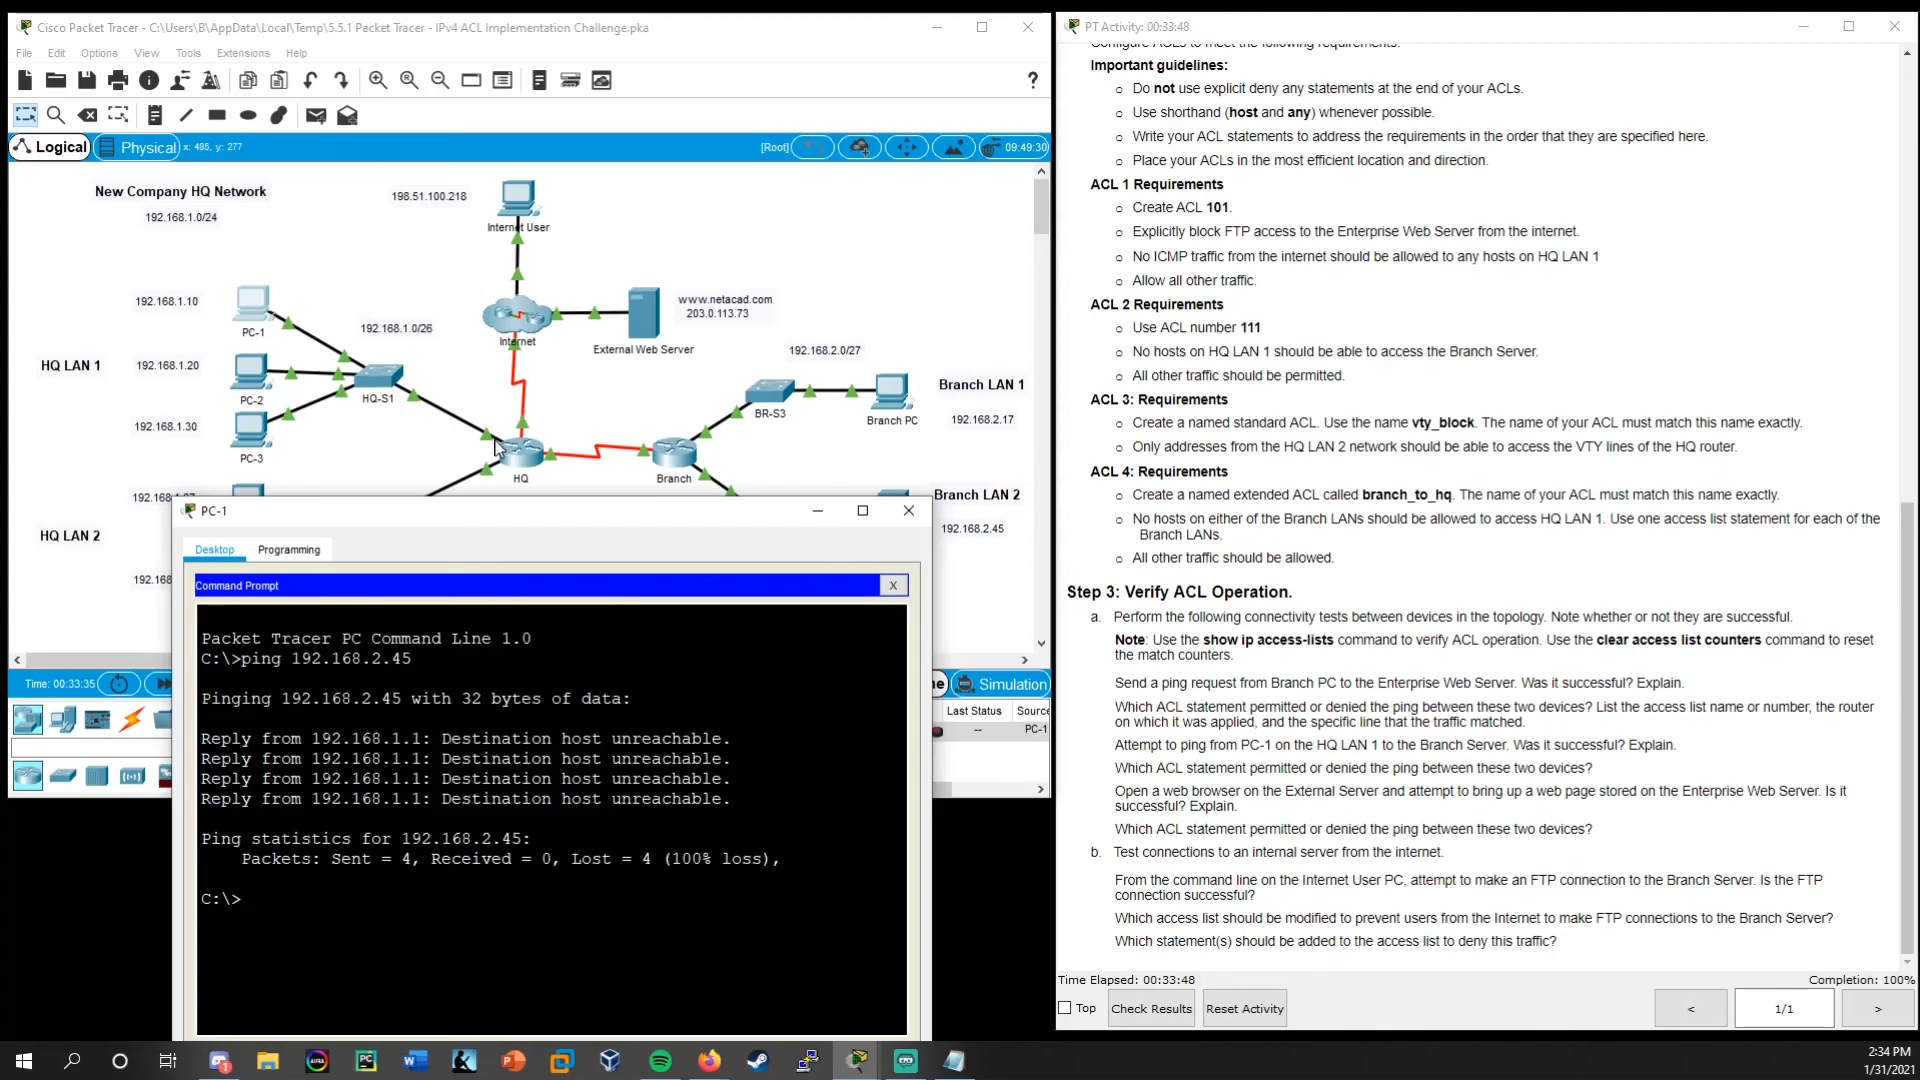 Cisco Packet Tracer - C:\Users\B\AppData\Local\Temp\5.5.1 Packet Tracer - IPv4 ACL Implementation Challenge.pka
File Edit Options View Tools Extensions Help
?
Logical
Physical
x: 485, y: 277
[Root]
09:49:30
New Company HQ Network
192.168.1.0/24
198.51.100.218
Internet User
192.168.1.10
PC-1
192.168.1.0/26
Internet
www.netacad.com
203.0.113.73
External Web Server
HQ LAN 1
192.168.1.20
PC-2
HQ-S1
192.168.2.0/27
BR-S3
Branch PC
Branch LAN 1
192.168.2.17
192.168.1.30
PC-3
HQ
Branch
HQ LAN 2
192.168
Branch LAN 2
192.168.2.45
Time: 00:33:35
Simulation
Last Status
Source
--
PC-1
PC-1
Desktop
Programming
Command Prompt
X
Packet Tracer PC Command Line 1.0
C:\>ping 192.168.2.45
Pinging 192.168.2.45 with 32 bytes of data:
Reply from 192.168.1.1: Destination host unreachable.
Reply from 192.168.1.1: Destination host unreachable.
Reply from 192.168.1.1: Destination host unreachable.
Reply from 192.168.1.1: Destination host unreachable.
Ping statistics for 192.168.2.45:
Packets: Sent = 4, Received = 0, Lost = 4 (100% loss),
C:\>
PT Activity: 00:33:48
Configure ACLs to meet the following requirements:
Important guidelines:
Do not use explicit deny any statements at the end of your ACLs.
Use shorthand (host and any) whenever possible.
Write your ACL statements to address the requirements in the order that they are specified here.
Place your ACLs in the most efficient location and direction.
ACL 1 Requirements
Create ACL 101.
Explicitly block FTP access to the Enterprise Web Server from the internet.
No ICMP traffic from the internet should be allowed to any hosts on HQ LAN 1
Allow all other traffic.
ACL 2 Requirements
Use ACL number 111
No hosts on HQ LAN 1 should be able to access the Branch Server.
All other traffic should be permitted.
ACL 3: Requirements
Create a named standard ACL. Use the name vty_block. The name of your ACL must match this name exactly.
Only addresses from the HQ LAN 2 network should be able to access the VTY lines of the HQ router.
ACL 4: Requirements
Create a named extended ACL called branch_to_hq. The name of your ACL must match this name exactly.
No hosts on either of the Branch LANs should be allowed to access HQ LAN 1. Use one access list statement for each of the
Branch LANs.
All other traffic should be allowed.
Step 3: Verify ACL Operation.
a. Perform the following connectivity tests between devices in the topology. Note whether or not they are successful.
Note: Use the show ip access-lists command to verify ACL operation. Use the clear access list counters command to reset
the match counters.
Send a ping request from Branch PC to the Enterprise Web Server. Was it successful? Explain.
Which ACL statement permitted or denied the ping between these two devices? List the access list name or number, the router
on which it was applied, and the specific line that the traffic matched.
Attempt to ping from PC-1 on the HQ LAN 1 to the Branch Server. Was it successful? Explain.
Which ACL statement permitted or denied the ping between these two devices?
Open a web browser on the External Server and attempt to bring up a web page stored on the Enterprise Web Server. Is it
successful? Explain.
Which ACL statement permitted or denied the ping between these two devices?
b. Test connections to an internal server from the internet.
From the command line on the Internet User PC, attempt to make an FTP connection to the Branch Server. Is the FTP
connection successful?
Which access list should be modified to prevent users from the Internet to make FTP connections to the Branch Server?
Which statement(s) should be added to the access list to deny this traffic?
Time Elapsed: 00:33:48
Completion: 100%
Top
Check Results
Reset Activity
<
1/1
>
2:34 PM
1/31/2021